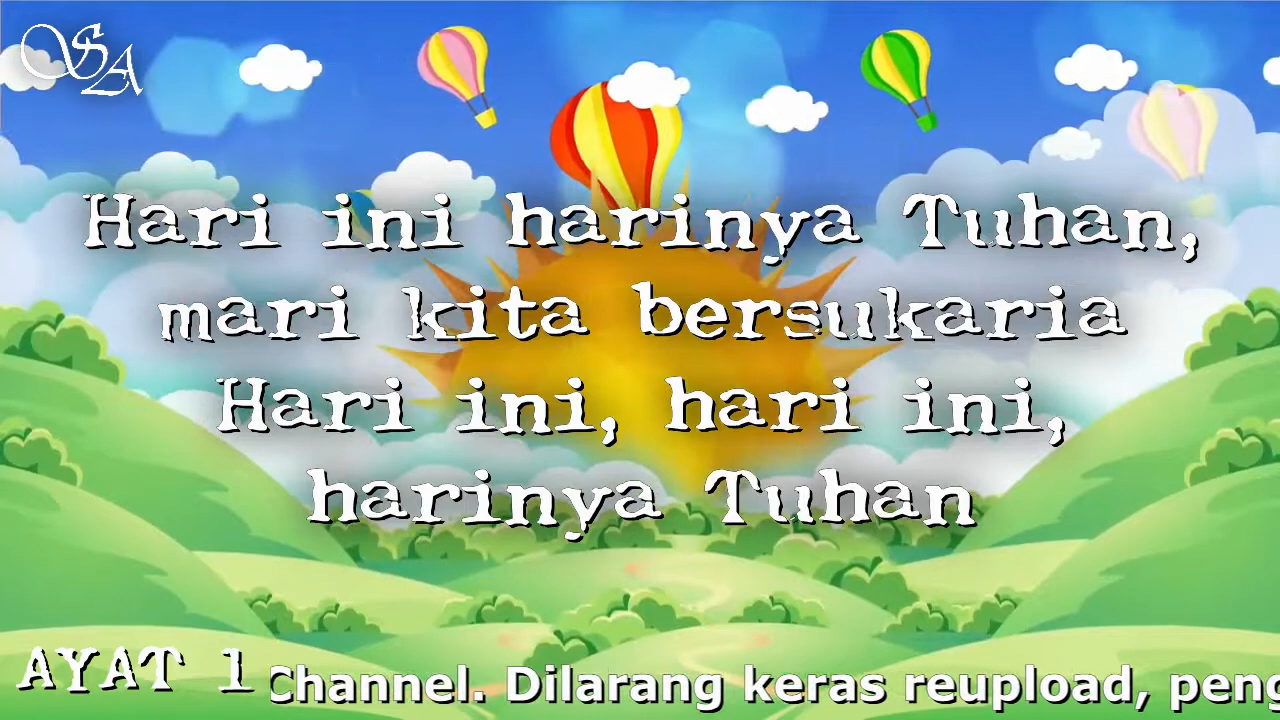 SA
Hari ini harinya Tuhan,
mari kita bersukaria
Hari ini, hari ini,
harinya Tuhan
AYAT 1
Channel. Dilarang keras reupload,